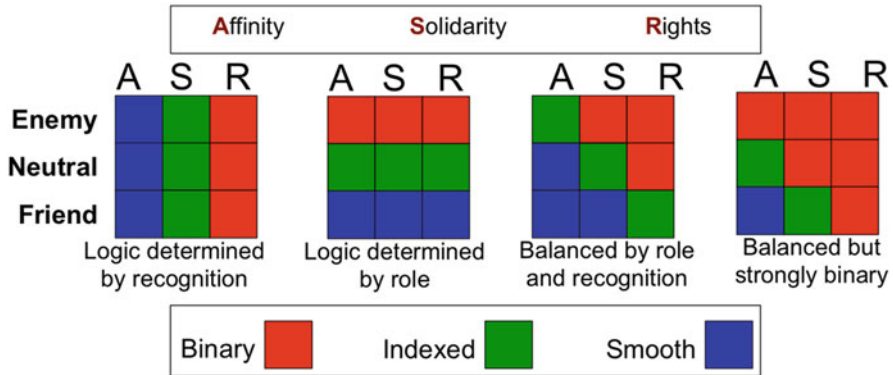 Affinity Solidarity Rights
A S R A S R A S R A S R
Enemy
Neutral
Friend
Logic determined by recognition
Logic determined by role
Balanced by role and recognition
Balanced but strongly binary
Binary Indexed Smooth